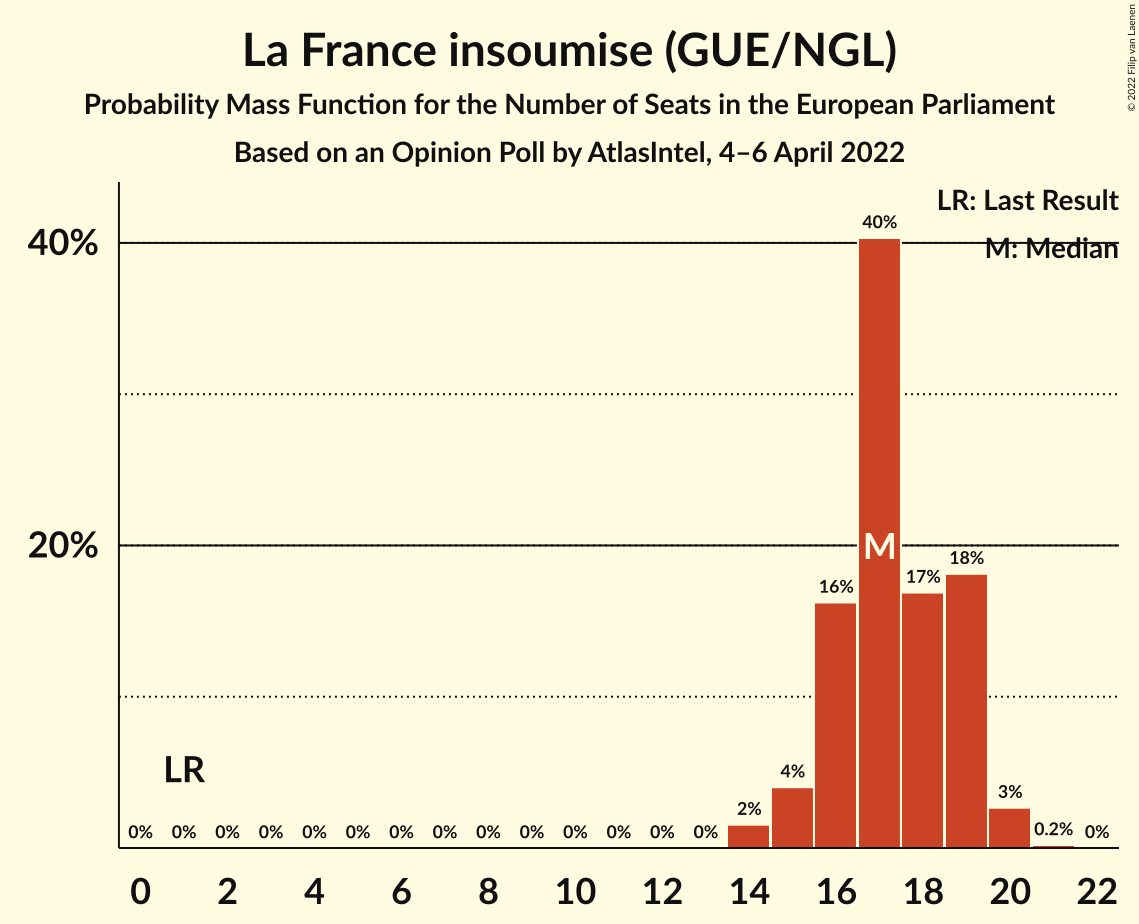 La France insoumise (GUE/NGL)
Probability Mass Function for the Number of Seats in the European Parliament
Based on an Opinion Poll by AtlasIntel, 4–6 April 2022
© 2022 Filip van Laenen
LR: Last Result
M: Median
40%
20%
LR
M
0% 0% 0% 0% 0% 0% 0% 0% 0% 0% 0% 0% 0% 0% 2% 4% 16% 40% 17% 18% 3% 0.2% 0%
0 2 4 6 8 10 12 14 16 18 20 22